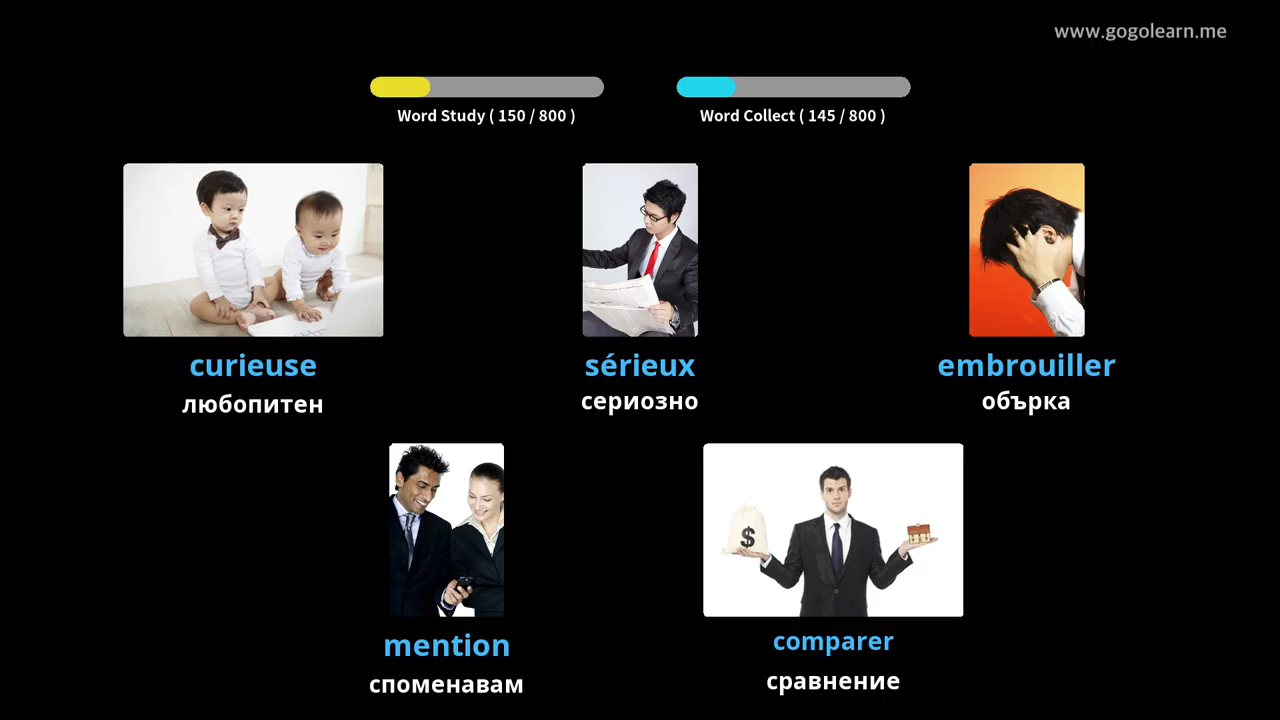 www.gogolearn.me
Word Study ( 150 / 800 )
Word Collect ( 145 / 800 )
curieuse
любопитен
sérieux
сериозно
embrouiller
обърка
mention
споменавам
comparer
сравнение